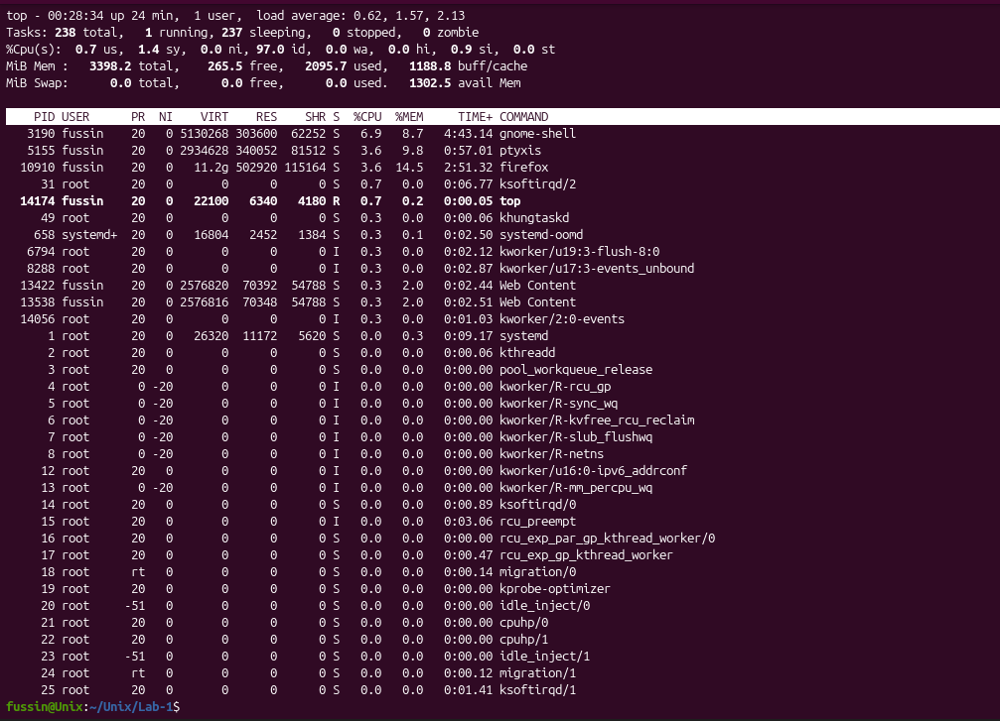 top - 00:28:34 up 24 min,  1 user,  load average: 0.62, 1.57, 2.13
Tasks: 238 total,   1 running, 237 sleeping,   0 stopped,   0 zombie
%Cpu(s):  0.7 us,  1.4 sy,  0.0 ni, 97.0 id,  0.0 wa,  0.0 hi,  0.9 si,  0.0 st
MiB Mem :   3398.2 total,    265.5 free,   2095.7 used,   1188.8 buff/cache
MiB Swap:      0.0 total,      0.0 free,      0.0 used.   1302.5 avail Mem

    PID USER      PR  NI    VIRT    RES    SHR S  %CPU  %MEM     TIME+ COMMAND
   3190 fussin    20   0 5130268 303600  62252 S   6.9   8.7   4:43.14 gnome-shell
   5155 fussin    20   0 2934628 340052  81512 S   3.6   9.8   0:57.01 ptyxis
  10910 fussin    20   0   11.2g 502920 115164 S   3.6  14.5   2:51.32 firefox
     31 root      20   0       0      0      0 S   0.7   0.0   0:06.77 ksoftirqd/2
  14174 fussin    20   0   22100   6340   4180 R   0.7   0.2   0:00.05 top
     49 root      20   0       0      0      0 S   0.3   0.0   0:00.06 khungtaskd
    658 systemd+  20   0   16804   2452   1384 S   0.3   0.1   0:02.50 systemd-oomd
   6794 root      20   0       0      0      0 I   0.3   0.0   0:02.12 kworker/u19:3-flush-8:0
   8288 root      20   0       0      0      0 I   0.3   0.0   0:02.87 kworker/u17:3-events_unbound
  13422 fussin    20   0 2576820  70392  54788 S   0.3   2.0   0:02.44 Web Content
  13538 fussin    20   0 2576816  70348  54788 S   0.3   2.0   0:02.51 Web Content
  14056 root      20   0       0      0      0 I   0.3   0.0   0:01.03 kworker/2:0-events
      1 root      20   0   26320  11172   5620 S   0.0   0.3   0:09.17 systemd
      2 root      20   0       0      0      0 S   0.0   0.0   0:00.06 kthreadd
      3 root      20   0       0      0      0 S   0.0   0.0   0:00.00 pool_workqueue_release
      4 root       0 -20       0      0      0 I   0.0   0.0   0:00.00 kworker/R-rcu_gp
      5 root       0 -20       0      0      0 I   0.0   0.0   0:00.00 kworker/R-sync_wq
      6 root       0 -20       0      0      0 I   0.0   0.0   0:00.00 kworker/R-kvfree_rcu_reclaim
      7 root       0 -20       0      0      0 I   0.0   0.0   0:00.00 kworker/R-slub_flushwq
      8 root       0 -20       0      0      0 I   0.0   0.0   0:00.00 kworker/R-netns
     12 root      20   0       0      0      0 I   0.0   0.0   0:00.00 kworker/u16:0-ipv6_addrconf
     13 root       0 -20       0      0      0 I   0.0   0.0   0:00.00 kworker/R-mm_percpu_wq
     14 root      20   0       0      0      0 S   0.0   0.0   0:00.89 ksoftirqd/0
     15 root      20   0       0      0      0 I   0.0   0.0   0:03.06 rcu_preempt
     16 root      20   0       0      0      0 S   0.0   0.0   0:00.00 rcu_exp_par_gp_kthread_worker/0
     17 root      20   0       0      0      0 S   0.0   0.0   0:00.47 rcu_exp_gp_kthread_worker
     18 root      rt   0       0      0      0 S   0.0   0.0   0:00.14 migration/0
     19 root      20   0       0      0      0 S   0.0   0.0   0:00.00 kprobe-optimizer
     20 root     -51   0       0      0      0 S   0.0   0.0   0:00.00 idle_inject/0
     21 root      20   0       0      0      0 S   0.0   0.0   0:00.00 cpuhp/0
     22 root      20   0       0      0      0 S   0.0   0.0   0:00.00 cpuhp/1
     23 root     -51   0       0      0      0 S   0.0   0.0   0:00.00 idle_inject/1
     24 root      rt   0       0      0      0 S   0.0   0.0   0:00.12 migration/1
     25 root      20   0       0      0      0 S   0.0   0.0   0:01.41 ksoftirqd/1
fussin@Unix:~/Unix/Lab-1$